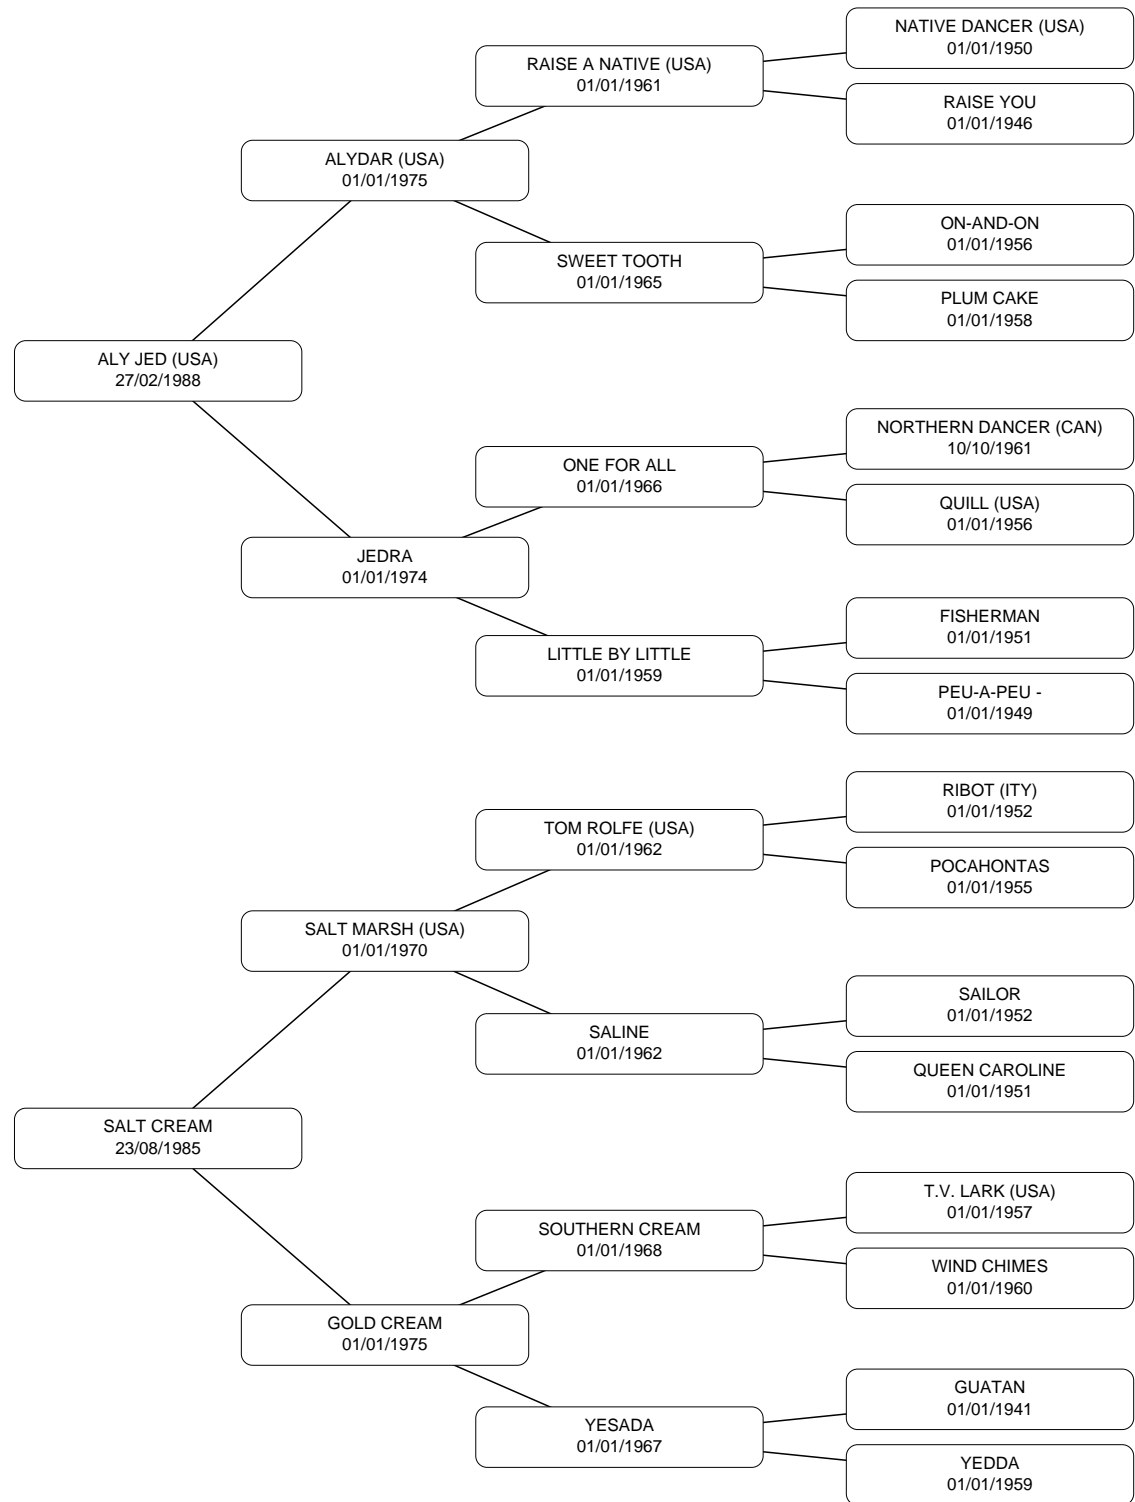 NATIVE DANCER (USA)
01/01/1950
RAISE A NATIVE (USA)
01/01/1961
RAISE YOU
01/01/1946
ALYDAR (USA)
01/01/1975
ON-AND-ON
01/01/1956
SWEET TOOTH
01/01/1965
PLUM CAKE
01/01/1958
ALY JED (USA)
27/02/1988
NORTHERN DANCER (CAN)
10/10/1961
ONE FOR ALL
01/01/1966
QUILL (USA)
01/01/1956
JEDRA
01/01/1974
FISHERMAN
01/01/1951
LITTLE BY LITTLE
01/01/1959
PEU-A-PEU -
01/01/1949
RIBOT (ITY)
01/01/1952
TOM ROLFE (USA)
01/01/1962
POCAHONTAS
01/01/1955
SALT MARSH (USA)
01/01/1970
SAILOR
01/01/1952
SALINE
01/01/1962
QUEEN CAROLINE
01/01/1951
SALT CREAM
23/08/1985
T.V. LARK (USA)
01/01/1957
SOUTHERN CREAM
01/01/1968
WIND CHIMES
01/01/1960
GOLD CREAM
01/01/1975
GUATAN
01/01/1941
YESADA
01/01/1967
YEDDA
01/01/1959